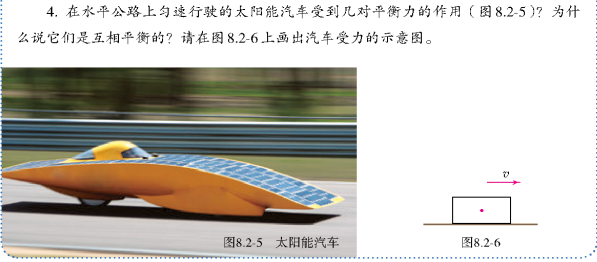 4. 在水平公路上匀速行驶的太阳能汽车受到几对平衡力的作用（图8.2-5）？为什
么说它们是互相平衡的？请在图8.2-6上画出汽车受力的示意图。
v
图8.2-5 太阳能汽车
图8.2-6